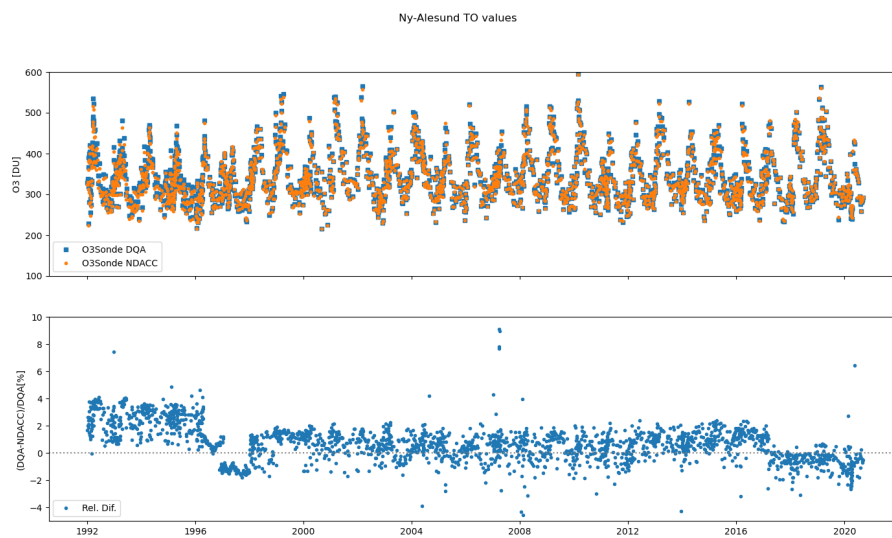 Ny-Alesund TO values
600
500
400
300
200
100
O3 [DU]
O3Sonde DQA
O3Sonde NDACC
10
8
6
4
2
0
−2
−4
(DQA-NDACC)/DQA[%]
Rel. Dif.
1992 1996 2000 2004 2008 2012 2016 2020